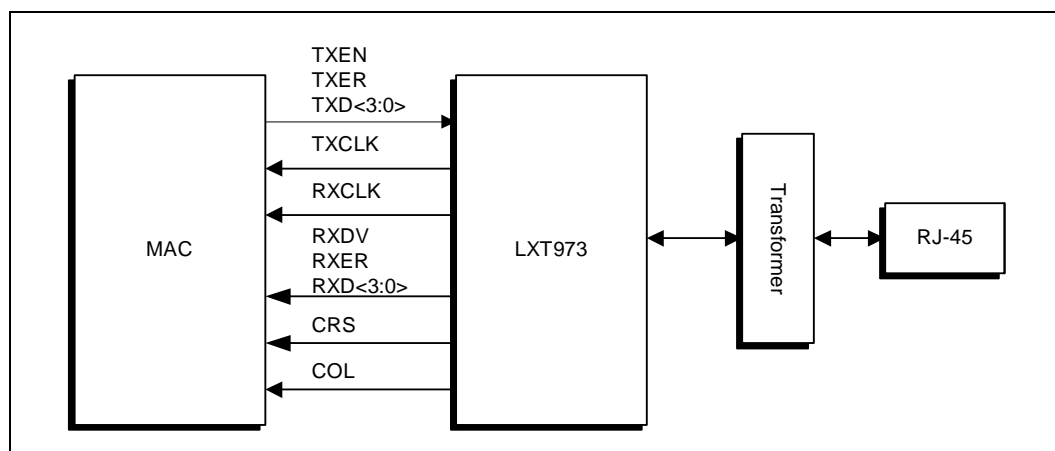 TXEN
TXER
TXD<3:0>
TXCLK
RXCLK
RXDV
RXER
RXD<3:0>
CRS
COL
MAC
LXT973
Transformer
RJ-45